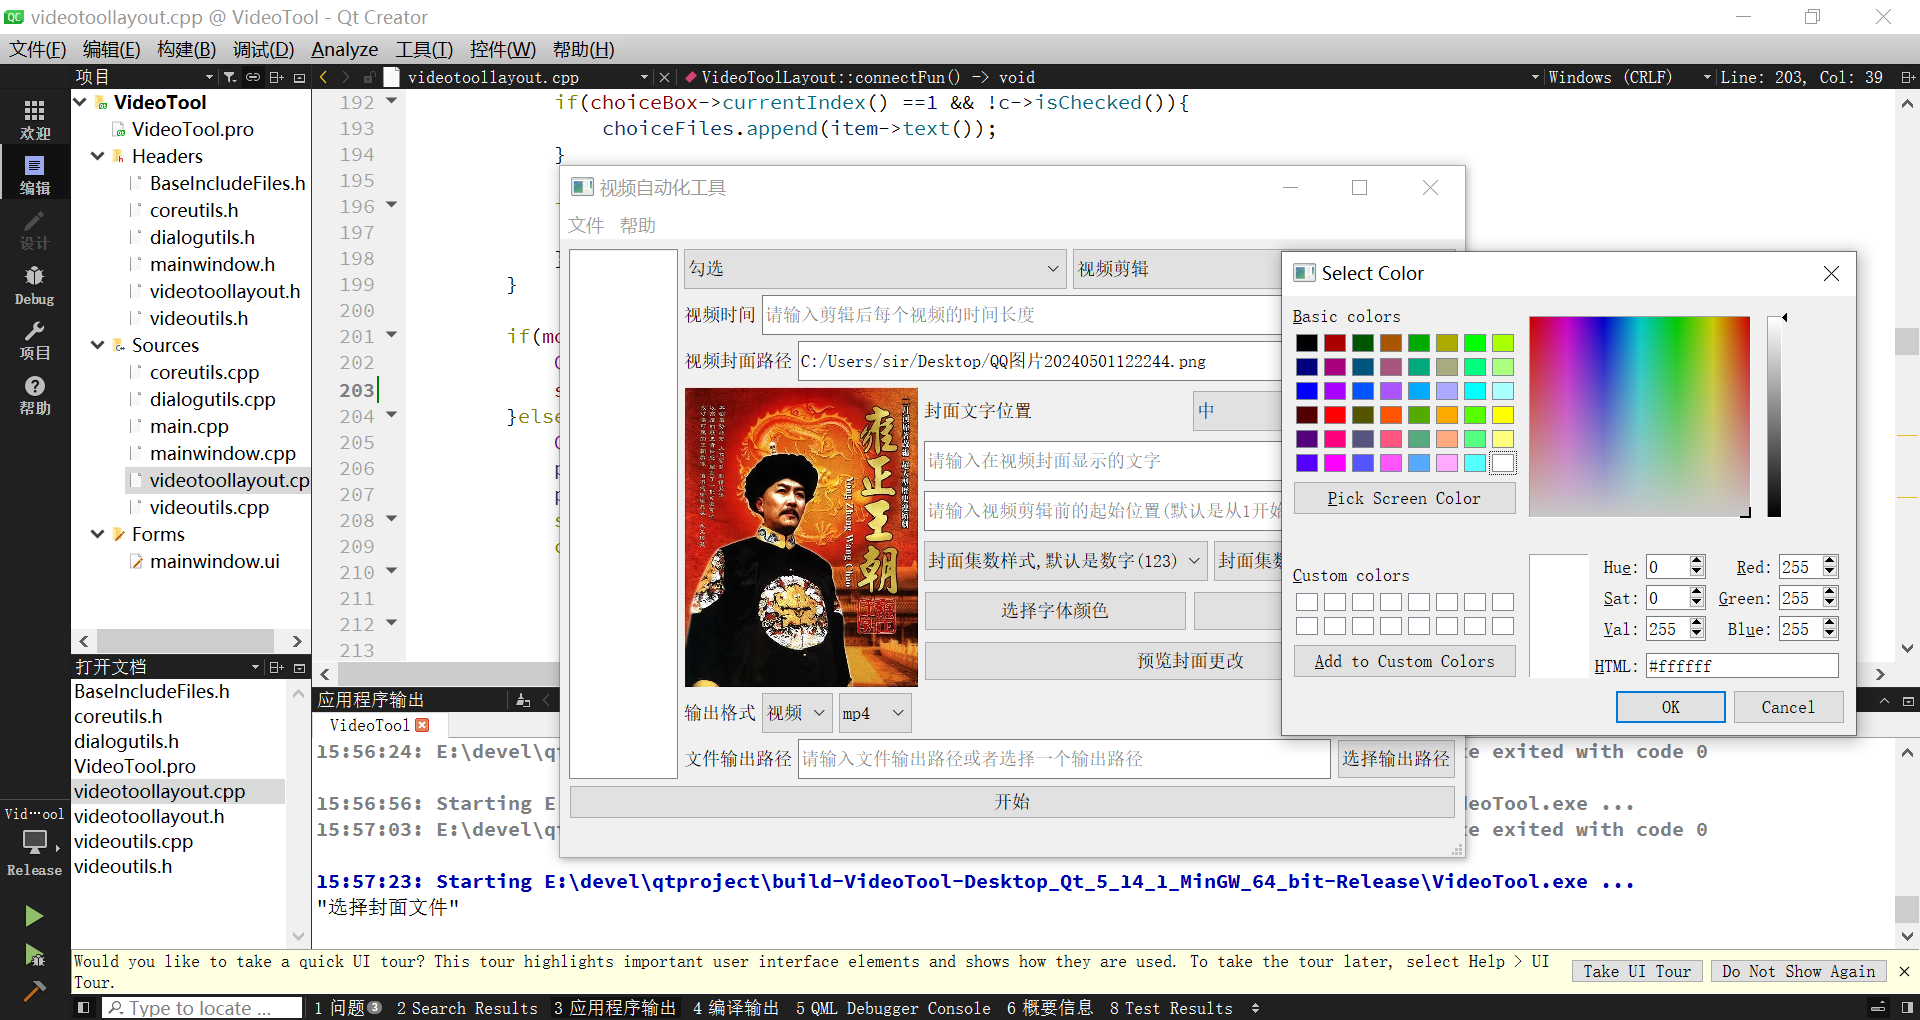 videotoollayout.cpp @ VideoTool - Qt Creator
文件(F) 编辑(E) 构建(B) 调试(D) Analyze 工具(T) 控件(W) 帮助(H)
项目
videotoollayout.cpp
VideoToolLayout::connectFun() -> void
Windows (CRLF)
Line: 203, Col: 39
欢迎
编辑
设计
Debug
项目
帮助
Vid…ool
Release
VideoTool
VideoTool.pro
Headers
BaseIncludeFiles.h
coreutils.h
dialogutils.h
mainwindow.h
videotoollayout.h
videoutils.h
Sources
coreutils.cpp
dialogutils.cpp
main.cpp
mainwindow.cpp
videotoollayout.cp
videoutils.cpp
Forms
mainwindow.ui
打开文档
BaseIncludeFiles.h
coreutils.h
dialogutils.h
VideoTool.pro
videotoollayout.cpp
videotoollayout.h
videoutils.cpp
videoutils.h
192 if(choiceBox->currentIndex() ==1 && !c->isChecked()){
193 choiceFiles.append(item->text());
194 }
195
196
197
198
199 }
200
201 if(mo
202
203 s
204 }else
205
206 p
207 p
208 s
209 c
210
211
212
213
视频自动化工具
文件 帮助
勾选
视频剪辑
视频时间 请输入剪辑后每个视频的时间长度
视频封面路径 C:/Users/sir/Desktop/QQ图片20240501122244.png
雍正王朝
Yong Zheng Wang Chao
封面文字位置 中
请输入在视频封面显示的文字
请输入视频剪辑前的起始位置(默认是从1开始
封面集数样式,默认是数字(123) 封面集数
选择字体颜色
预览封面更改
输出格式 视频 mp4
文件输出路径 请输入文件输出路径或者选择一个输出路径 选择输出路径
开始
Select Color
Basic colors
Pick Screen Color
Custom colors
Add to Custom Colors
Hue: 0 Red: 255
Sat: 0 Green: 255
Val: 255 Blue: 255
HTML: #ffffff
OK Cancel
应用程序输出
VideoTool
15:56:24: E:\devel\qt
e exited with code 0
15:56:56: Starting E
eoTool.exe ...
15:57:03: E:\devel\qt
e exited with code 0
15:57:23: Starting E:\devel\qtproject\build-VideoTool-Desktop_Qt_5_14_1_MinGW_64_bit-Release\VideoTool.exe ...
"选择封面文件"
Would you like to take a quick UI tour? This tour highlights important user interface elements and shows how they are used. To take the tour later, select Help > UI
Tour.
Take UI Tour Do Not Show Again
Type to locate ...
1 问题 3 2 Search Results 3 应用程序输出 4 编译输出 5 QML Debugger Console 6 概要信息 8 Test Results